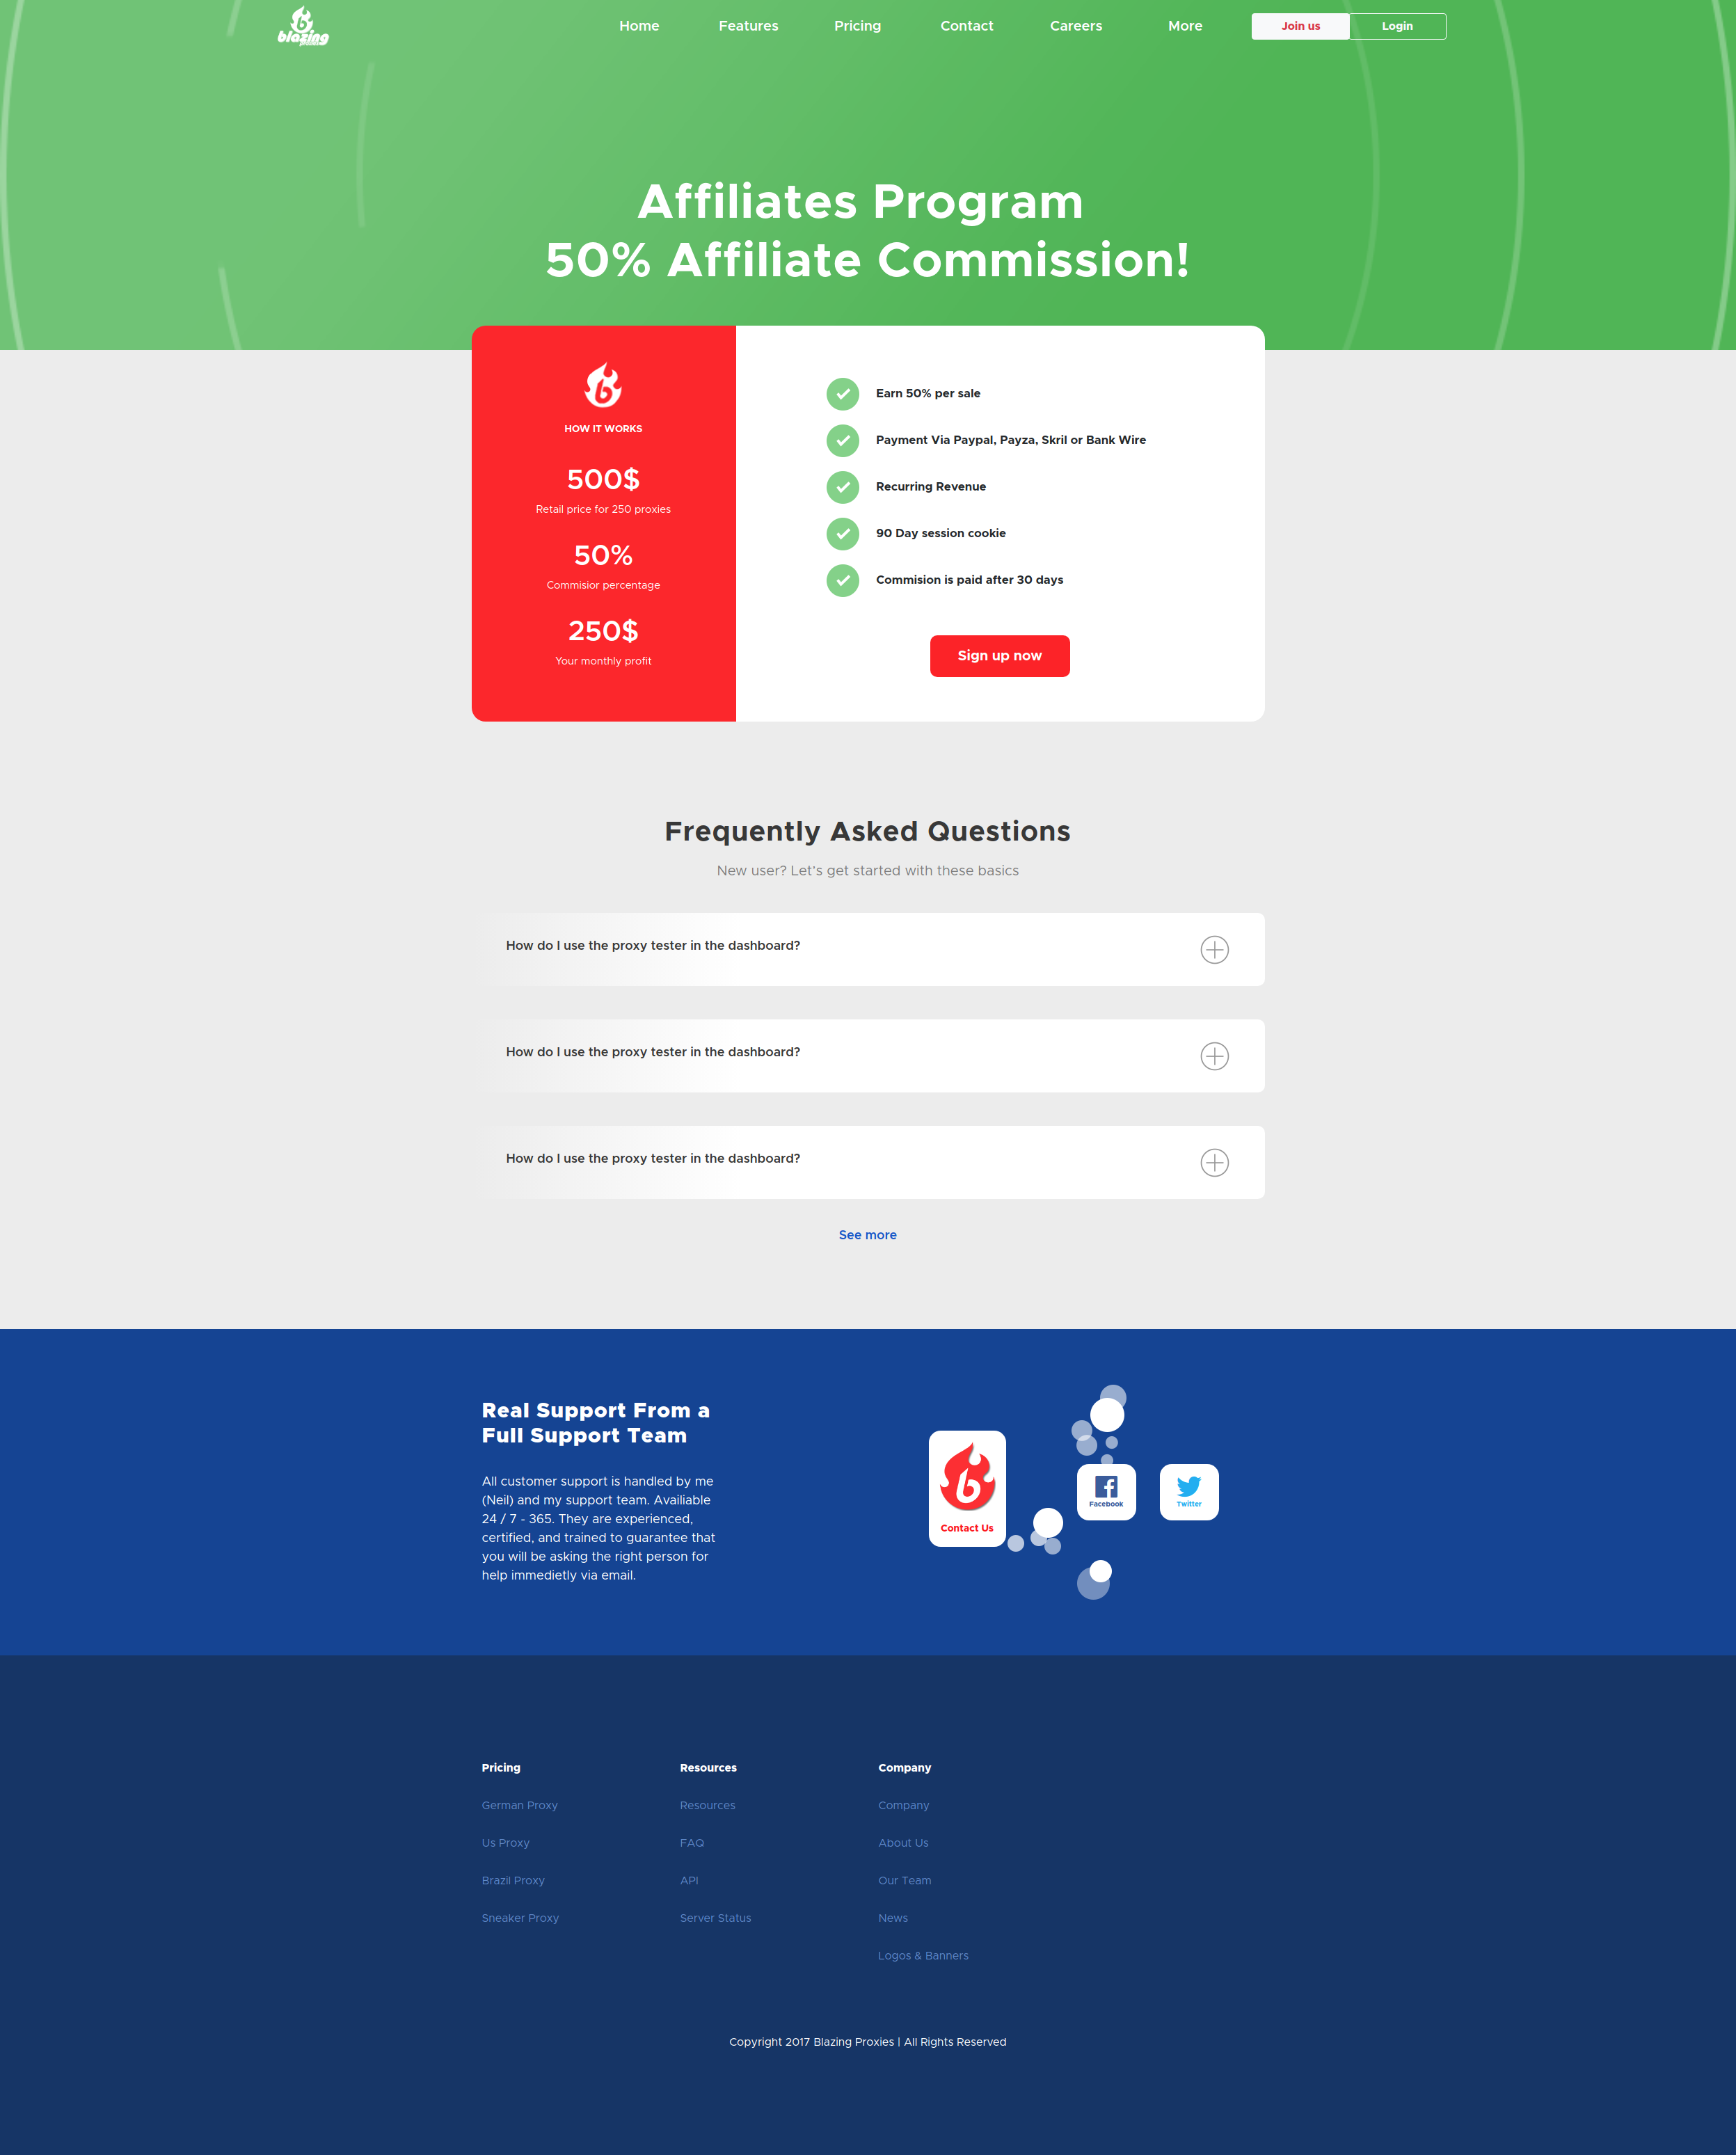 blazing
proxies
Home
Features
Pricing
Contact
Careers
More
Join us
Login
Affiliates Program
50% Affiliate Commission!
HOW IT WORKS
500$
Retail price for 250 proxies
50%
Commisior percentage
250$
Your monthly profit
Earn 50% per sale
Payment Via Paypal, Payza, Skril or Bank Wire
Recurring Revenue
90 Day session cookie
Commision is paid after 30 days
Sign up now
Frequently Asked Questions
New user? Let's get started with these basics
How do I use the proxy tester in the dashboard?
How do I use the proxy tester in the dashboard?
How do I use the proxy tester in the dashboard?
See more
Real Support From a
Full Support Team
All customer support is handled by me
(Neil) and my support team. Availiable
24 / 7 - 365. They are experienced,
certified, and trained to guarantee that
you will be asking the right person for
help immedietly via email.
Contact Us
Facebook
Twitter
Pricing
German Proxy
Us Proxy
Brazil Proxy
Sneaker Proxy
Resources
Resources
FAQ
API
Server Status
Company
Company
About Us
Our Team
News
Logos & Banners
Copyright 2017 Blazing Proxies | All Rights Reserved